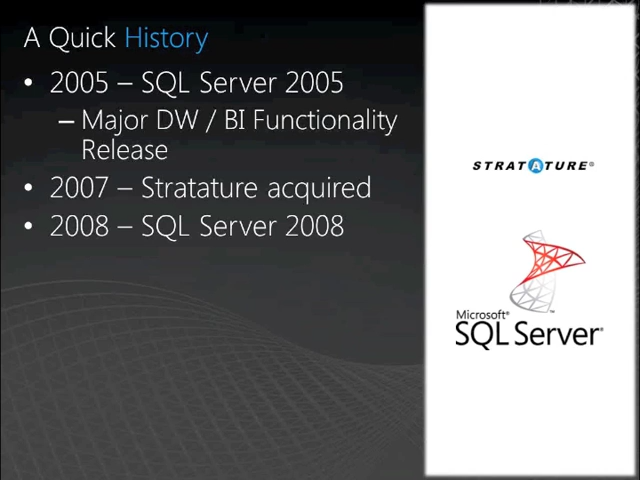 A Quick History
• 2005 – SQL Server 2005
– Major DW / BI Functionality
Release
• 2007 – Stratature acquired
• 2008 – SQL Server 2008
STRATATURE®
Microsoft®
SQL Server®